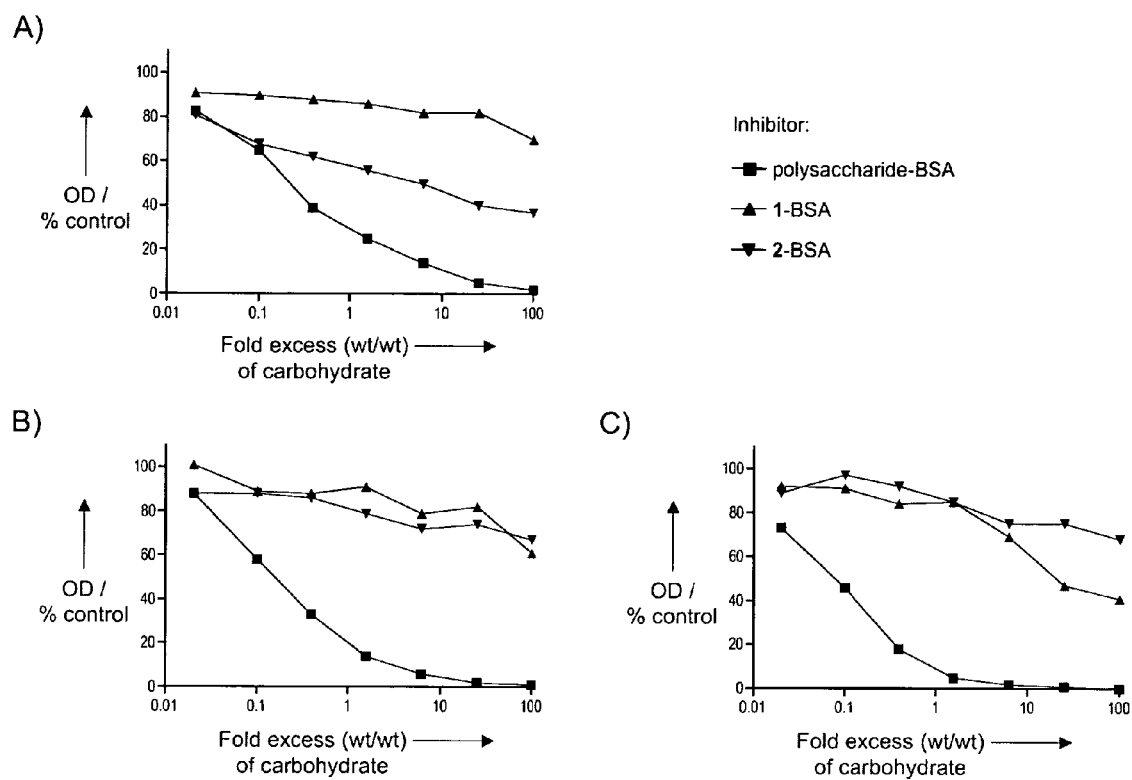 A)
100
80
60
40
20
0
OD /
% control
0.01 0.1 1 10 100
Fold excess (wt/wt)
of carbohydrate
Inhibitor:
polysaccharide-BSA
1-BSA
2-BSA
B)
100
80
60
40
20
0
OD /
% control
0.01 0.1 1 10 100
Fold excess (wt/wt)
of carbohydrate
C)
100
80
60
40
20
0
OD /
% control
0.01 0.1 1 10 100
Fold excess (wt/wt)
of carbohydrate